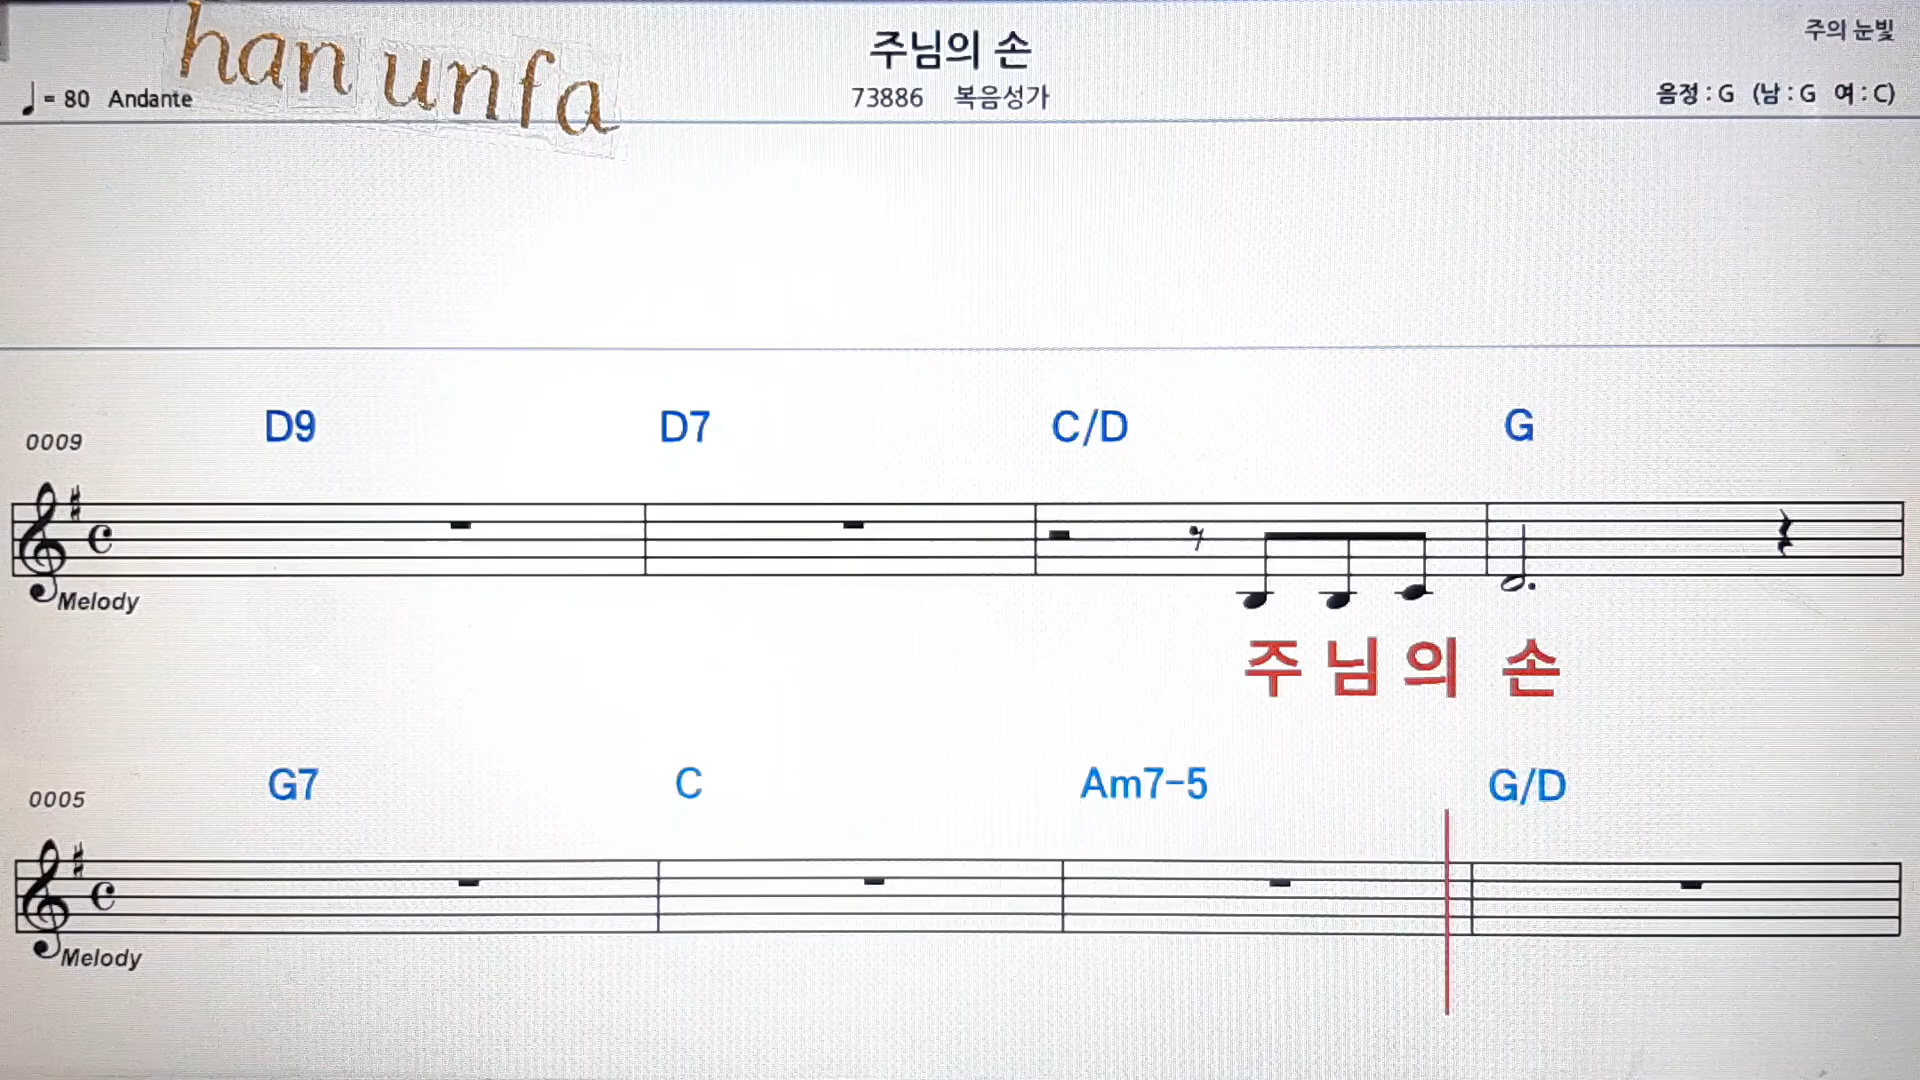 han unfa
주님의 손
주의 눈빛
= 80 Andante
73886 복음성가
음정 : G (남 : G 여 : C)
0009 D9 D7 C/D G
Melody
주 님 의 손
0005 G7 C Am7-5 G/D
Melody